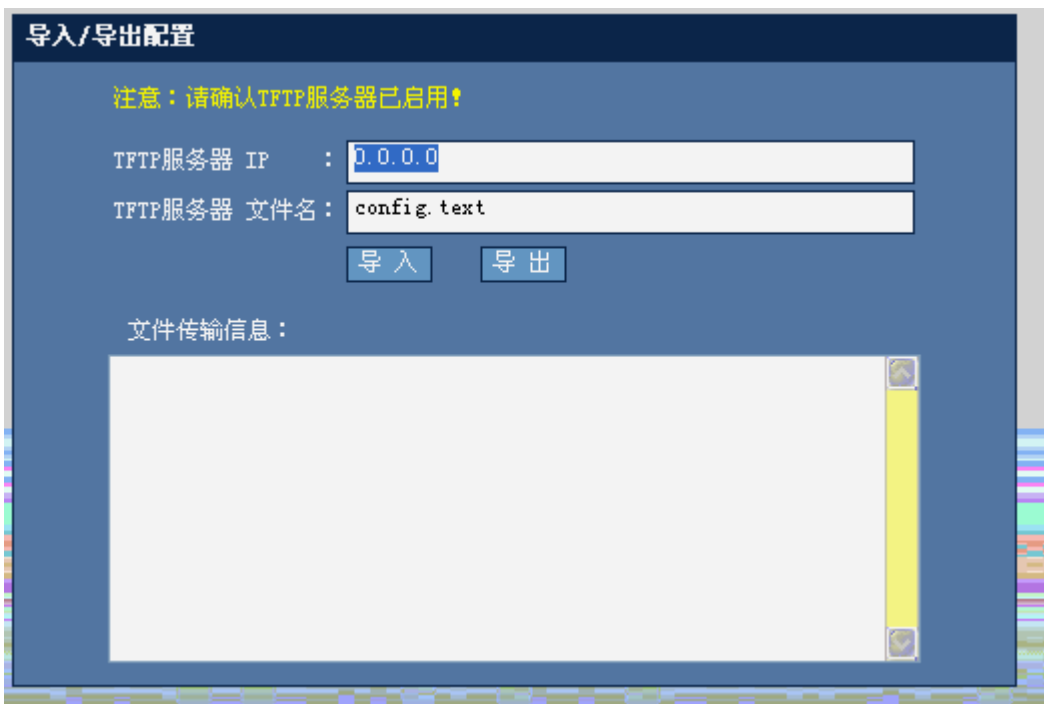 导入/导出配置
注意：请确认TFTP服务器已启用！
TFTP服务器 IP ： 0.0.0.0
TFTP服务器 文件名： config.text
导 入 导 出
文件传输信息：